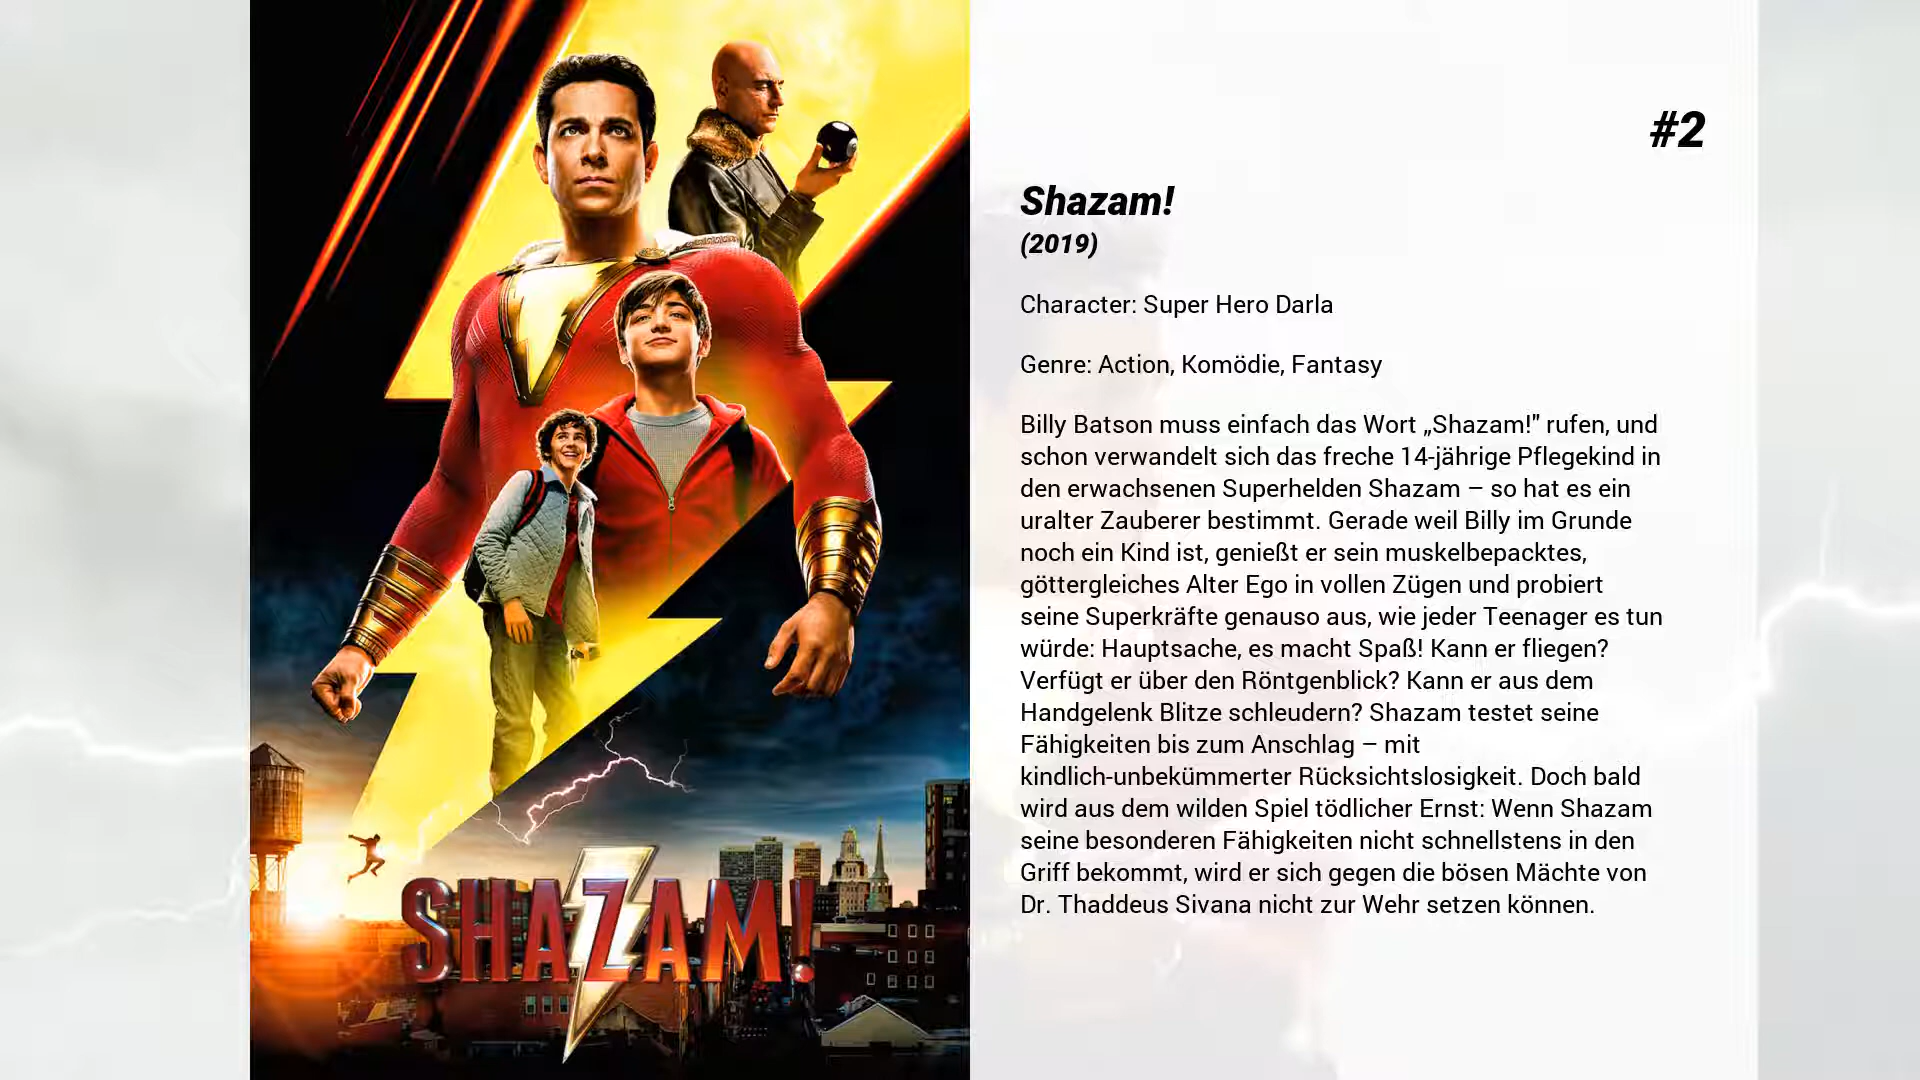 SHAZAM!
#2
Shazam!
(2019)
Character: Super Hero Darla
Genre: Action, Komödie, Fantasy
Billy Batson muss einfach das Wort „Shazam!" rufen, und
schon verwandelt sich das freche 14-jährige Pflegekind in
den erwachsenen Superhelden Shazam – so hat es ein
uralter Zauberer bestimmt. Gerade weil Billy im Grunde
noch ein Kind ist, genießt er sein muskelbepacktes,
göttergleiches Alter Ego in vollen Zügen und probiert
seine Superkräfte genauso aus, wie jeder Teenager es tun
würde: Hauptsache, es macht Spaß! Kann er fliegen?
Verfügt er über den Röntgenblick? Kann er aus dem
Handgelenk Blitze schleudern? Shazam testet seine
Fähigkeiten bis zum Anschlag – mit
kindlich-unbekümmerter Rücksichtslosigkeit. Doch bald
wird aus dem wilden Spiel tödlicher Ernst: Wenn Shazam
seine besonderen Fähigkeiten nicht schnellstens in den
Griff bekommt, wird er sich gegen die bösen Mächte von
Dr. Thaddeus Sivana nicht zur Wehr setzen können.